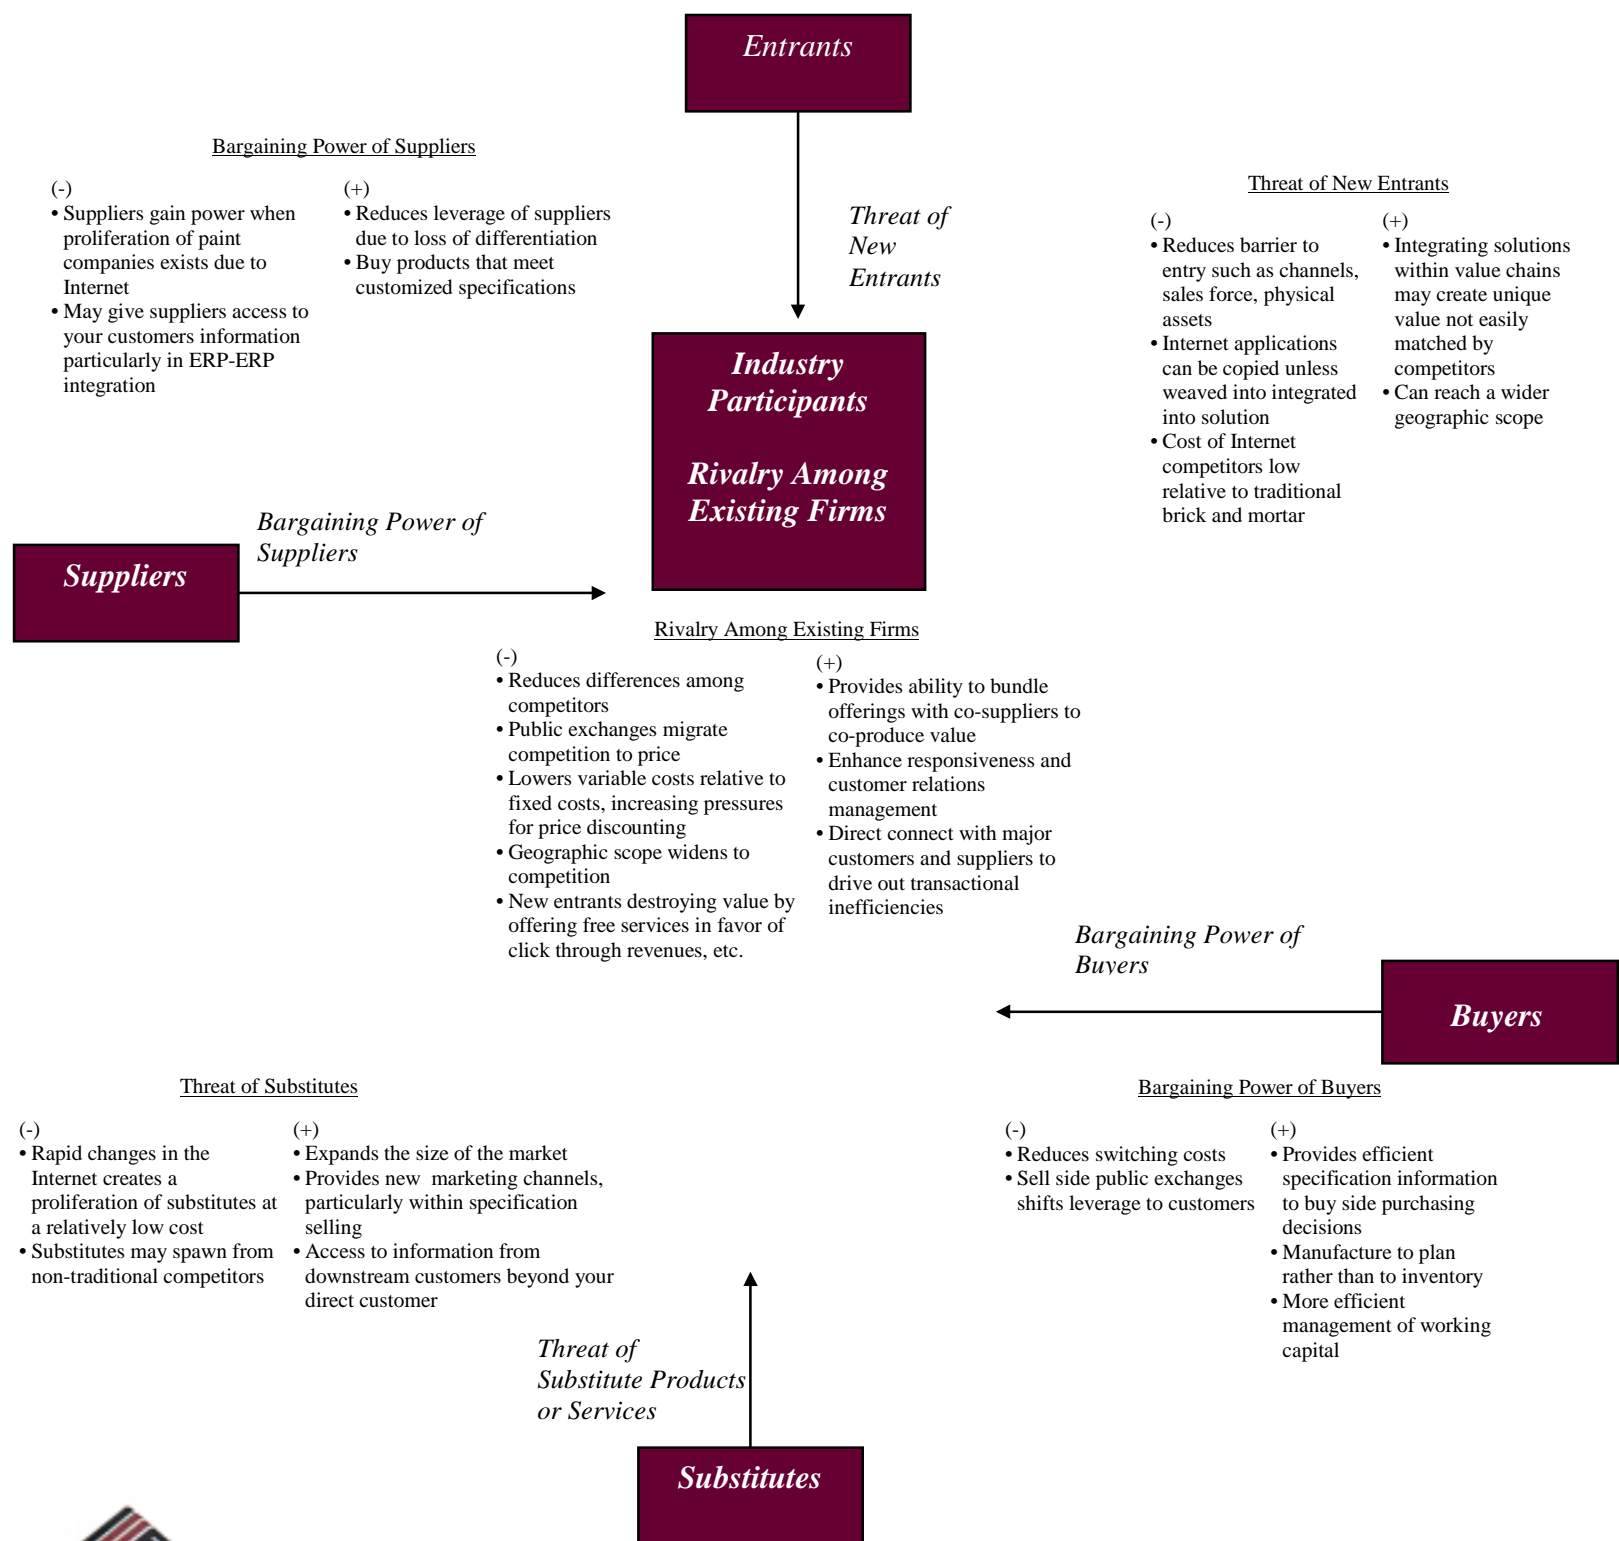 Entrants
Bargaining Power of Suppliers
(-)
• Suppliers gain power when
proliferation of paint
companies exists due to
Internet
• May give suppliers access to
your customers information
particularly in ERP-ERP
integration
(+)
• Reduces leverage of suppliers
due to loss of differentiation
• Buy products that meet
customized specifications
Threat of
New
Entrants
Threat of New Entrants
(-)
• Reduces barrier to
entry such as channels,
sales force, physical
assets
• Internet applications
can be copied unless
weaved into integrated
into solution
• Cost of Internet
competitors low
relative to traditional
brick and mortar
(+)
• Integrating solutions
within value chains
may create unique
value not easily
matched by
competitors
• Can reach a wider
geographic scope
Industry
Participants
Rivalry Among
Existing Firms
Bargaining Power of
Suppliers
Suppliers
Rivalry Among Existing Firms
(-)
• Reduces differences among
competitors
• Public exchanges migrate
competition to price
• Lowers variable costs relative to
fixed costs, increasing pressures
for price discounting
• Geographic scope widens to
competition
• New entrants destroying value by
offering free services in favor of
click through revenues, etc.
(+)
• Provides ability to bundle
offerings with co-suppliers to
co-produce value
• Enhance responsiveness and
customer relations
management
• Direct connect with major
customers and suppliers to
drive out transactional
inefficiencies
Bargaining Power of
Buyers
Buyers
Threat of Substitutes
(-)
• Rapid changes in the
Internet creates a
proliferation of substitutes at
a relatively low cost
• Substitutes may spawn from
non-traditional competitors
(+)
• Expands the size of the market
• Provides new  marketing channels,
particularly within specification
selling
• Access to information from
downstream customers beyond your
direct customer
Bargaining Power of Buyers
(-)
• Reduces switching costs
• Sell side public exchanges
shifts leverage to customers
(+)
• Provides efficient
specification information
to buy side purchasing
decisions
• Manufacture to plan
rather than to inventory
• More efficient
management of working
capital
Threat of
Substitute Products
or Services
Substitutes